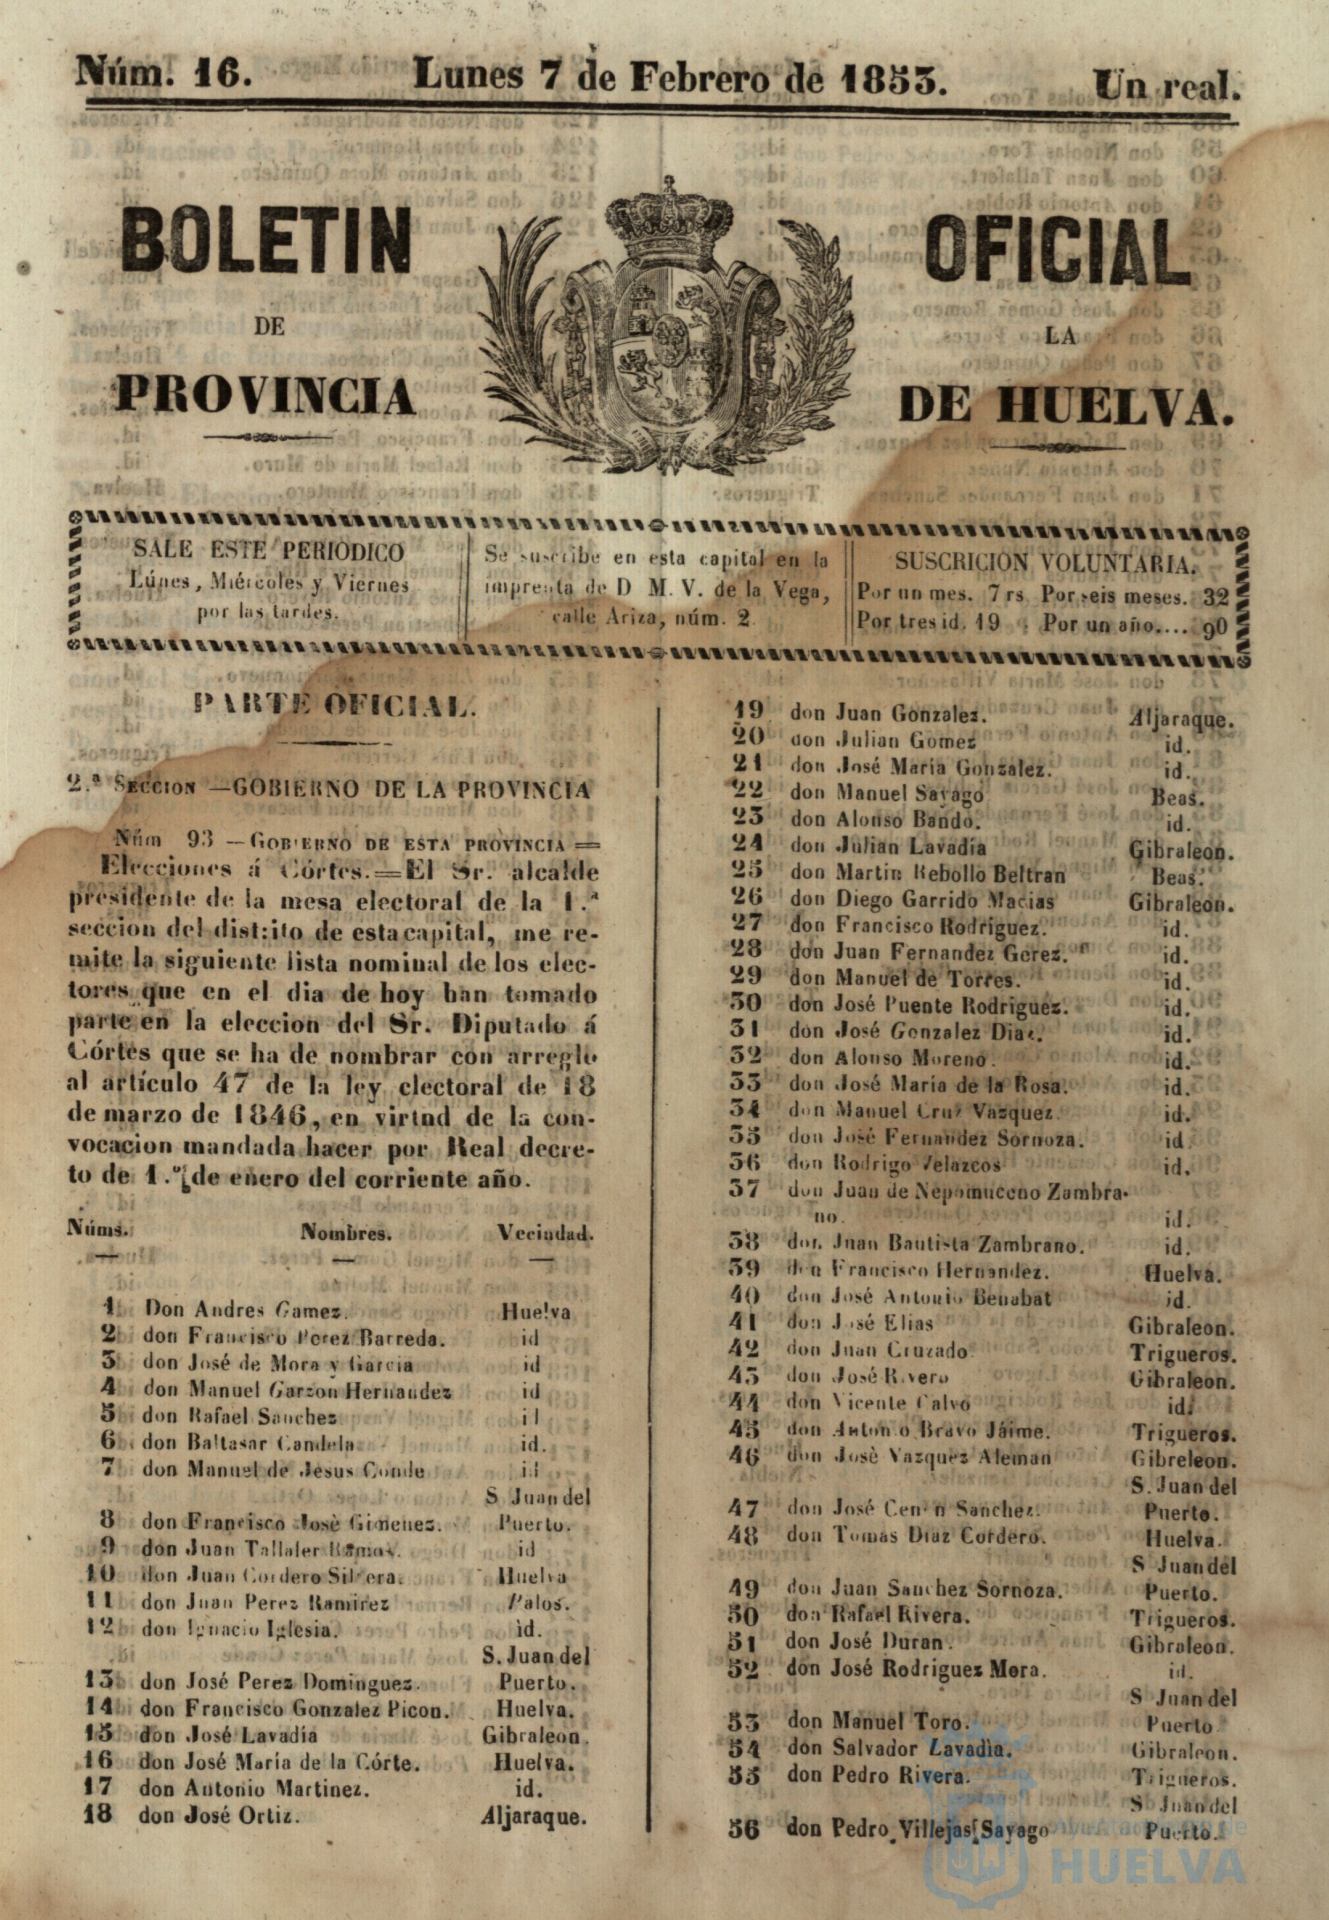 Núm. 16. Lunes 7 de Febrero de 1853. Un real.
BOLETIN OFICIAL
DE LA
PROVINCIA DE HUELVA.
SALE ESTE PERIODICO
Lúnes, Miércoles y Viernes
por las tardes.
Se suscribe en esta capital en la
imprenta de D M. V. de la Vega,
calle Ariza, núm. 2.
SUSCRICION VOLUNTARIA.
Por un mes. 7 rs Por seis meses. 32
Por tres id. 19 . Por un año.... 90
PARTE OFICIAL.
2.ª SECCION —GOBIERNO DE LA PROVINCIA
Núm 93 —GOBIERNO DE ESTA PROVINCIA=
Elecciones á Córtes.=El Sr. alcalde
presidente de la mesa electoral de la 1.ª
seccion del distrito de esta capital, me re-
mite la siguiente lista nominal de los elec-
tores que en el dia de hoy han tomado
parte en la eleccion del Sr. Diputado á
Córtes que se ha de nombrar con arreglo
al artículo 47 de la ley electoral de 18
de marzo de 1846, en virtud de la con-
vocacion mandada hacer por Real decre-
to de 1.º de enero del corriente año.
Núms. Nombres. Veciudad.
1 Don Andres Gamez. Huelva
2 don Francisco Perez Barreda. id
3 don José de Mora y Garcia id
4 don Manuel Garzon Hernandez id
5 don Rafael Sanchez id
6 don Baltasar Candela id.
7 don Manuel de Jesus Conde id
S Juan del
8 don Francisco Josè Gimenez. Puerto.
9 don Juan Tallafer Ramos. id
10 don Juan Cordero Silvera. Huelva
11 don Juan Perez Ramirez Palos.
12 don Ignacio Iglesia. id.
S. Juan del
13 don José Perez Dominguez. Puerto.
14 don Francisco Gonzalez Picon. Huelva.
15 don José Lavadía Gibraleon.
16 don José María de la Córte. Huelva.
17 don Antonio Martinez. id.
18 don José Ortiz. Aljaraque.
19 don Juan Gonzalez. Aljaraque.
20 don Julian Gomez id.
21 don José Maria Gonzalez. id.
22 don Manuel Sayago Beas.
23 don Alonso Bando. id.
24 don Julian Lavadía Gibraleon.
25 don Martin Rebollo Beltran Beas.
26 don Diego Garrido Macias Gibraleon.
27 don Francisco Rodriguez. id.
28 don Juan Fernandez Gerez. id.
29 don Manuel de Torres. id.
30 don José Puente Rodriguez. id.
31 don José Gonzalez Diaz. id.
32 don Alonso Moreno. id.
33 don José Maria de la Rosa. id.
34 don Manuel Cruz Vazquez. id.
35 don José Fernandez Sornoza. id
36 don Rodrigo Velazcos id.
37 don Juan de Nepomuceno Zambra-
no. id.
38 don Juan Bautista Zambrano. id.
39 don Francisco Hernandez. Huelva.
40 don José Antonio Benabat id.
41 don José Elias Gibraleon.
42 don Juan Cruzado Trigueros.
43 don José Rivero Gibraleon.
44 don Vicente Calvo id.
45 don Antonio Bravo Jáime. Trigueros.
46 don Josè Vazquez Aleman Gibreleon.
S. Juan del
47 don José Sanchez. Puerto.
48 don Tomas Diaz Cordero. Huelva.
S Juan del
49 don Juan Sanchez Sornoza. Puerto.
50 don Rafael Rivera. Trigueros.
51 don José Duran. Gibraleon.
52 don José Rodriguez Mora. id.
S Juan del
53 don Manuel Toro. Puerto.
54 don Salvador Lavadìa. Gibraleon.
55 don Pedro Rivera. Trigueros.
S Juan del
56 don Pedro Villejas Sayago Puerto.
HUELVA